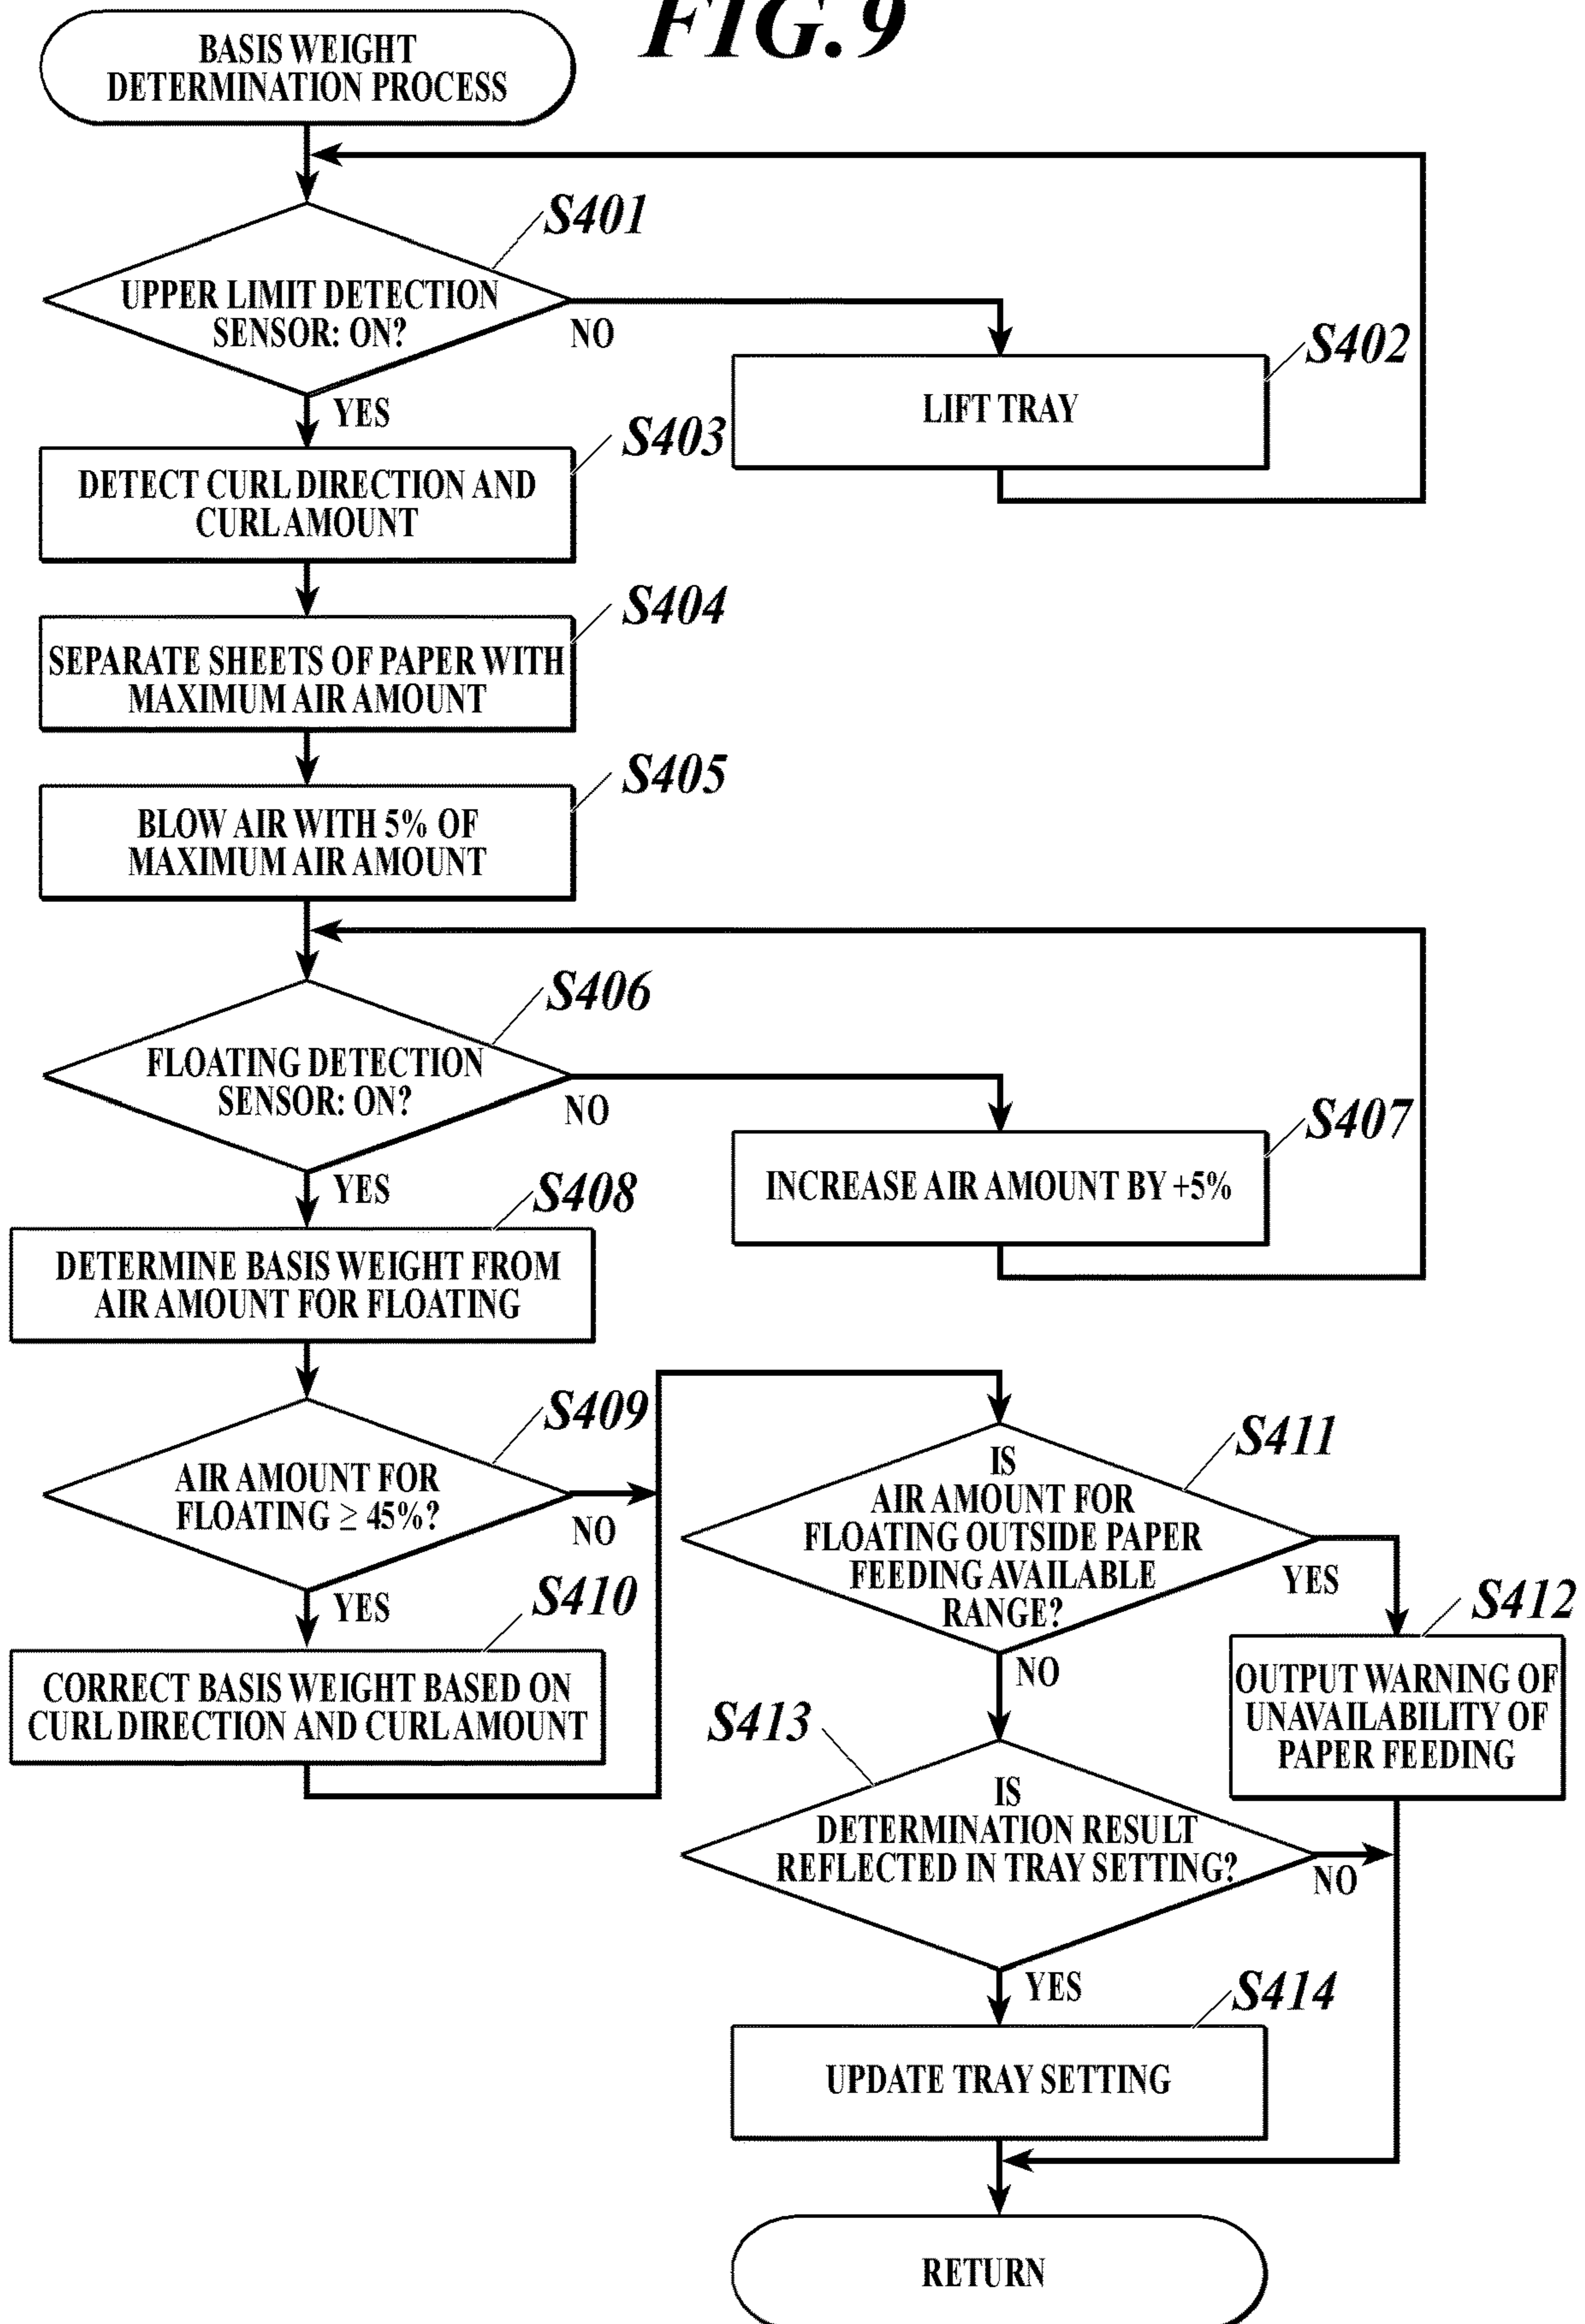 FIG. 9
BASIS WEIGHT
DETERMINATION PROCESS
S401
UPPER LIMIT DETECTION
SENSOR: ON?
NO
YES
S402
LIFT TRAY
S403
DETECT CURL DIRECTION AND
CURL AMOUNT
S404
SEPARATE SHEETS OF PAPER WITH
MAXIMUM AIR AMOUNT
S405
BLOW AIR WITH 5% OF
MAXIMUM AIR AMOUNT
S406
FLOATING DETECTION
SENSOR: ON?
NO
YES
S407
INCREASE AIR AMOUNT BY +5%
S408
DETERMINE BASIS WEIGHT FROM
AIR AMOUNT FOR FLOATING
S409
AIR AMOUNT FOR
FLOATING ≥ 45%?
NO
YES
S410
CORRECT BASIS WEIGHT BASED ON
CURL DIRECTION AND CURL AMOUNT
S411
IS
AIR AMOUNT FOR
FLOATING OUTSIDE PAPER
FEEDING AVAILABLE
RANGE?
YES
NO
S412
OUTPUT WARNING OF
UNAVAILABILITY OF
PAPER FEEDING
S413
IS
DETERMINATION RESULT
REFLECTED IN TRAY SETTING?
NO
YES
S414
UPDATE TRAY SETTING
RETURN